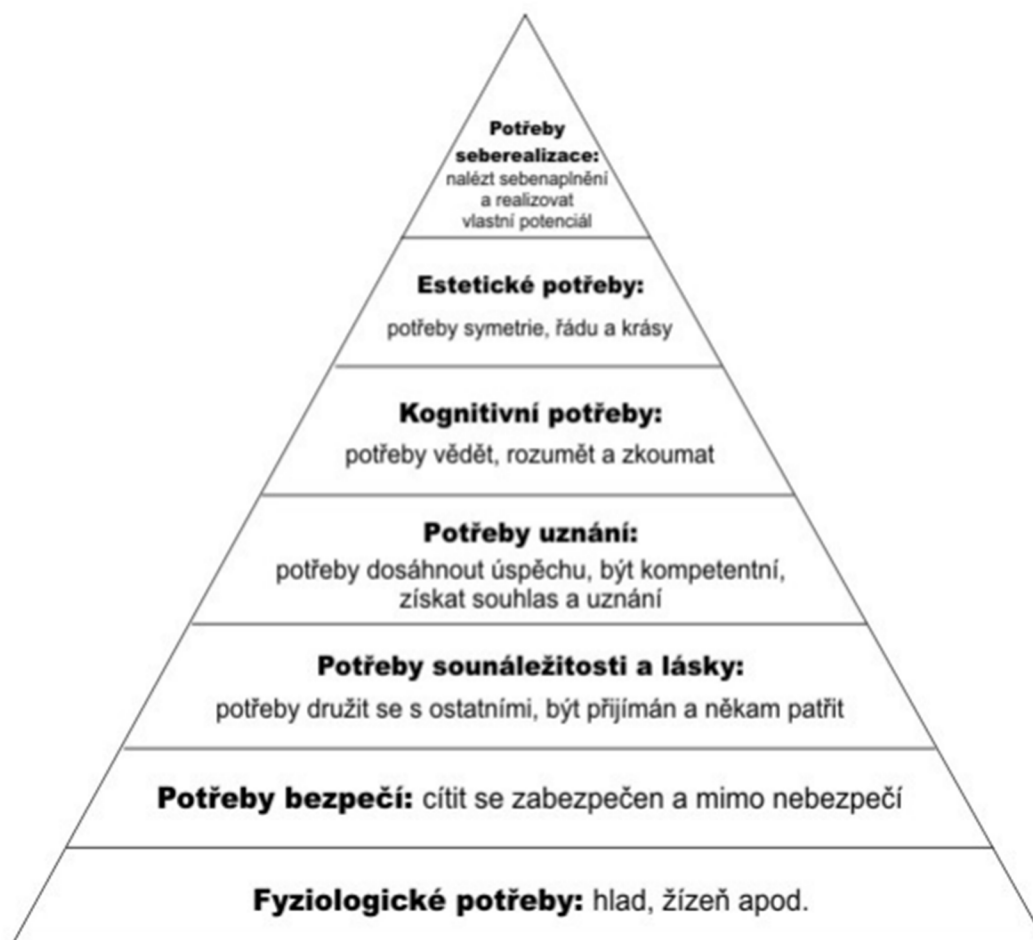 Potřeby
seberealizace:
nalézt sebenaplnění
a realizovat
vlastní potenciál
Estetické potřeby:
potřeby symetrie, řádu a krásy
Kognitivní potřeby:
potřeby vědět, rozumět a zkoumat
Potřeby uznání:
potřeby dosáhnout úspěchu, být kompetentní,
získat souhlas a uznání
Potřeby sounáležitosti a lásky:
potřeby družit se s ostatními, být přijímán a někam patřit
Potřeby bezpečí: cítit se zabezpečen a mimo nebezpečí
Fyziologické potřeby: hlad, žízeň apod.